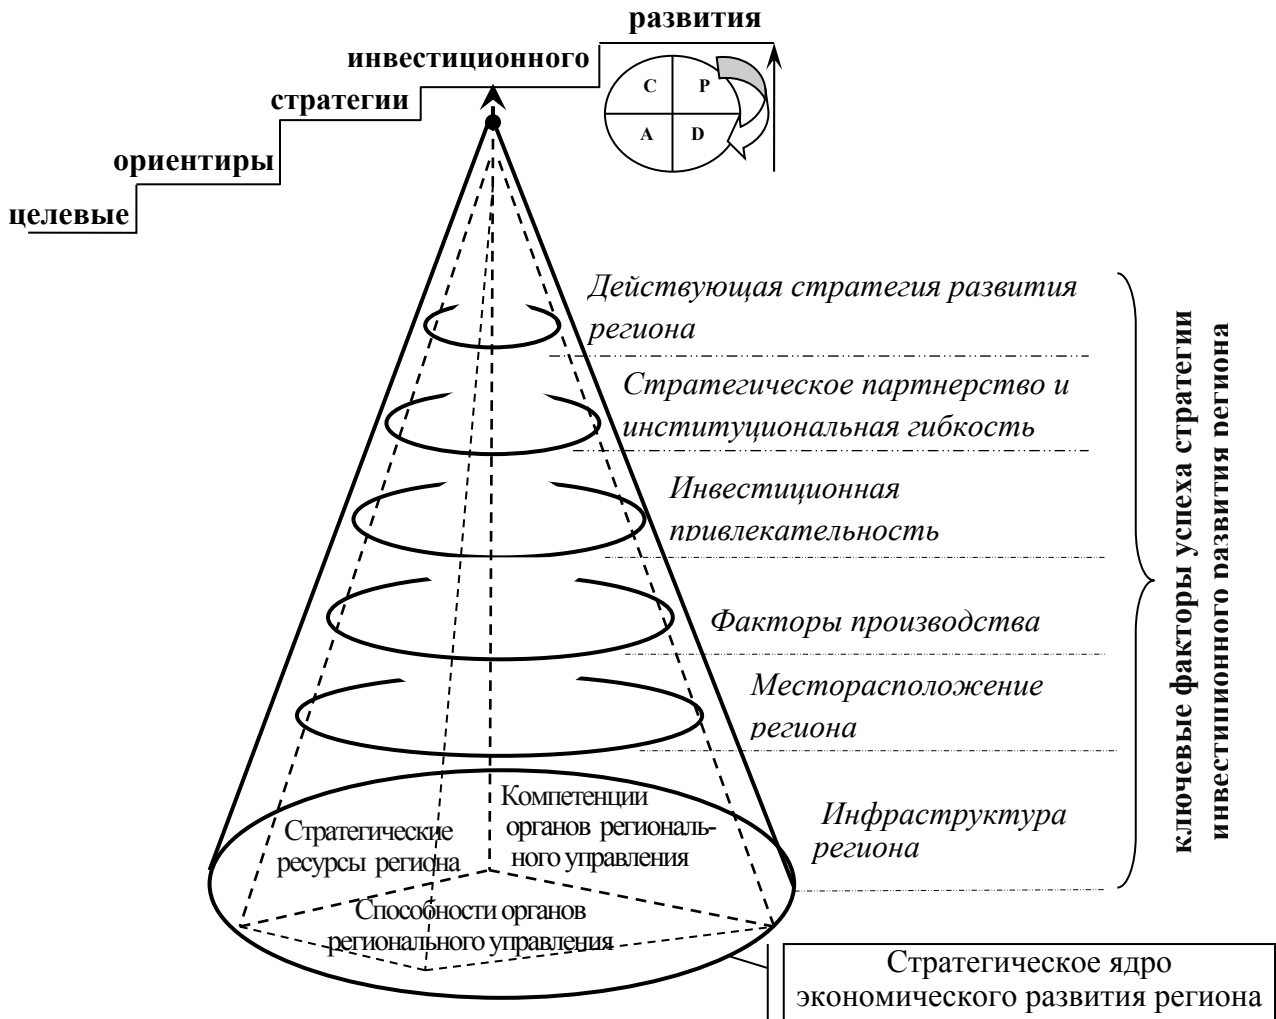 развития
инвестиционного
стратегии
ориентиры
целевые
C P
A D
Действующая стратегия развития
региона
Стратегическое партнерство и
институциональная гибкость
Инвестиционная
привлекательность
Факторы производства
Месторасположение
региона
Инфраструктура
региона
ключевые факторы успеха стратегии
инвестиционного развития региона
Стратегические
ресурсы региона
Компетенции
органов региональ-
ного управления
Способности органов
регионального управления
Стратегическое ядро
экономического развития региона